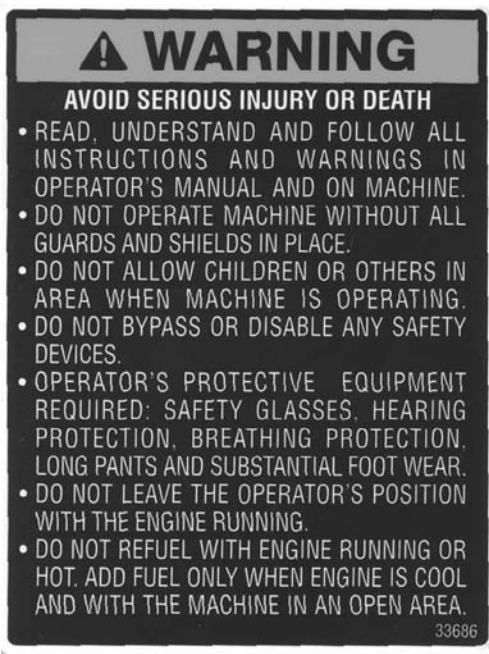 WARNING
AVOID SERIOUS INJURY OR DEATH
• READ, UNDERSTAND AND FOLLOW ALL
INSTRUCTIONS AND WARNINGS IN
OPERATOR'S MANUAL AND ON MACHINE.
• DO NOT OPERATE MACHINE WITHOUT ALL
GUARDS AND SHIELDS IN PLACE.
• DO NOT ALLOW CHILDREN OR OTHERS IN
AREA WHEN MACHINE IS OPERATING.
• DO NOT BYPASS OR DISABLE ANY SAFETY
DEVICES.
• OPERATOR'S PROTECTIVE EQUIPMENT
REQUIRED: SAFETY GLASSES, HEARING
PROTECTION, BREATHING PROTECTION,
LONG PANTS AND SUBSTANTIAL FOOT WEAR.
• DO NOT LEAVE THE OPERATOR'S POSITION
WITH THE ENGINE RUNNING.
• DO NOT REFUEL WITH ENGINE RUNNING OR
HOT. ADD FUEL ONLY WHEN ENGINE IS COOL
AND WITH THE MACHINE IN AN OPEN AREA.
33686